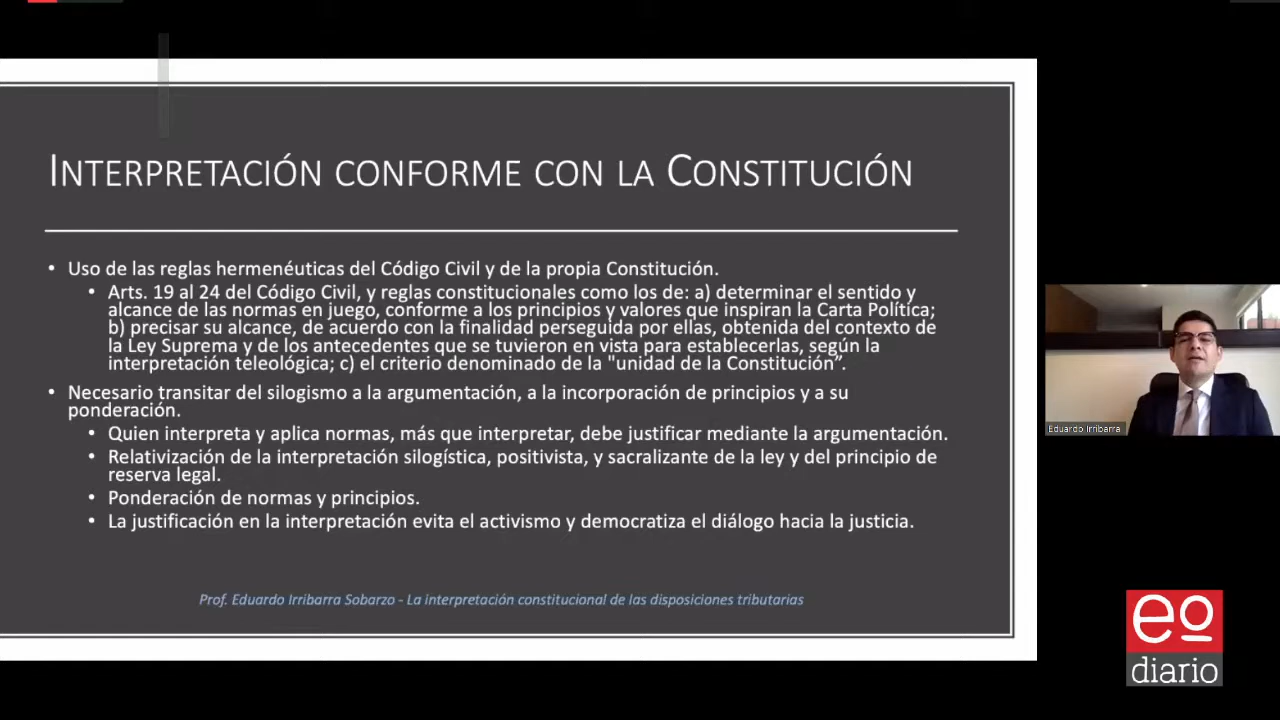 INTERPRETACIÓN CONFORME CON LA CONSTITUCIÓN
• Uso de las reglas hermenéuticas del Código Civil y de la propia Constitución.
• Arts. 19 al 24 del Código Civil, y reglas constitucionales como los de: a) determinar el sentido y
alcance de las normas en juego, conforme a los principios y valores que inspiran la Carta Política;
b) precisar su alcance, de acuerdo con la finalidad perseguida por ellas, obtenida del contexto de
la Ley Suprema y de los antecedentes que se tuvieron en vista para establecerlas, según la
interpretación teleológica; c) el criterio denominado de la "unidad de la Constitución”.
• Necesario transitar del silogismo a la argumentación, a la incorporación de principios y a su
ponderación.
• Quien interpreta y aplica normas, más que interpretar, debe justificar mediante la argumentación.
• Relativización de la interpretación silogística, positivista, y sacralizante de la ley y del principio de
reserva legal.
• Ponderación de normas y principios.
• La justificación en la interpretación evita el activismo y democratiza el diálogo hacia la justicia.
Prof. Eduardo Irribarra Sobarzo - La interpretación constitucional de las disposiciones tributarias
Eduardo Irribarra
eo
diario